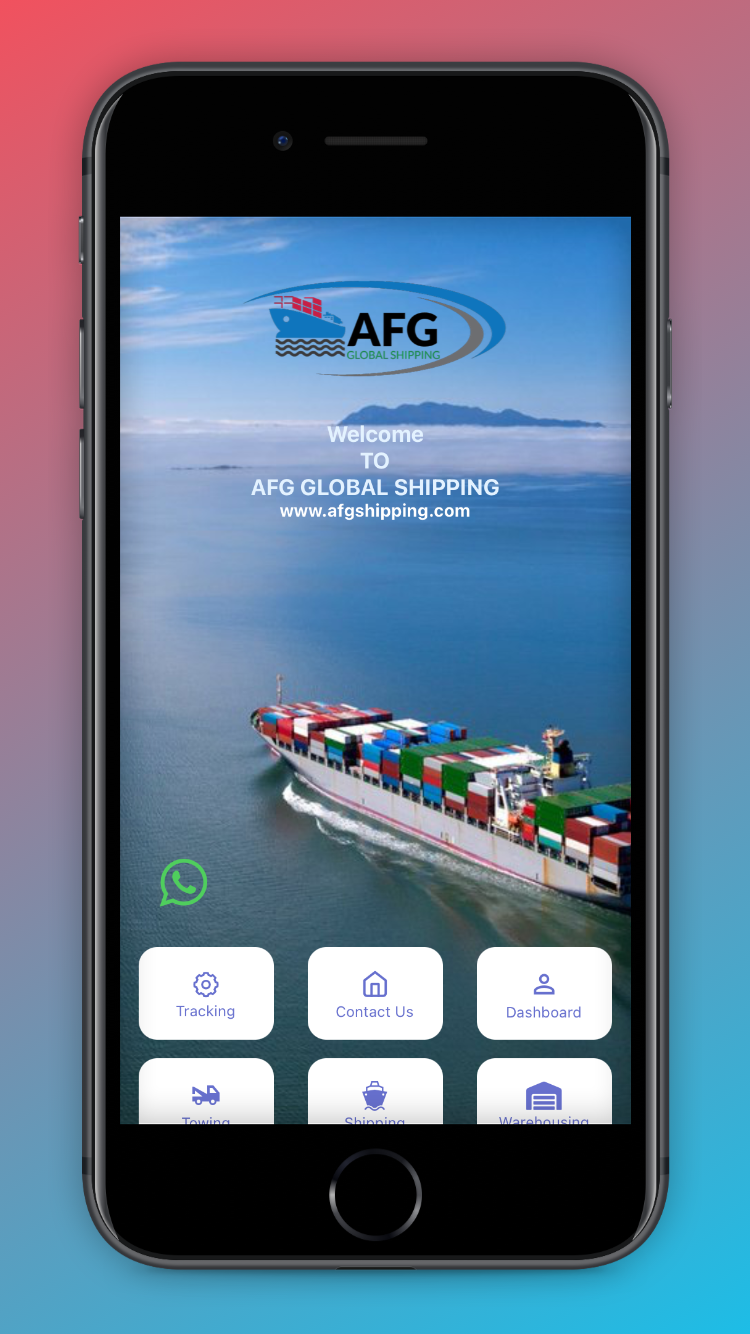 AFG
GLOBAL SHIPPING
Welcome
TO
AFG GLOBAL SHIPPING
www.afgshipping.com
Tracking
Contact Us
Dashboard
Towing
Shipping
Warehousing